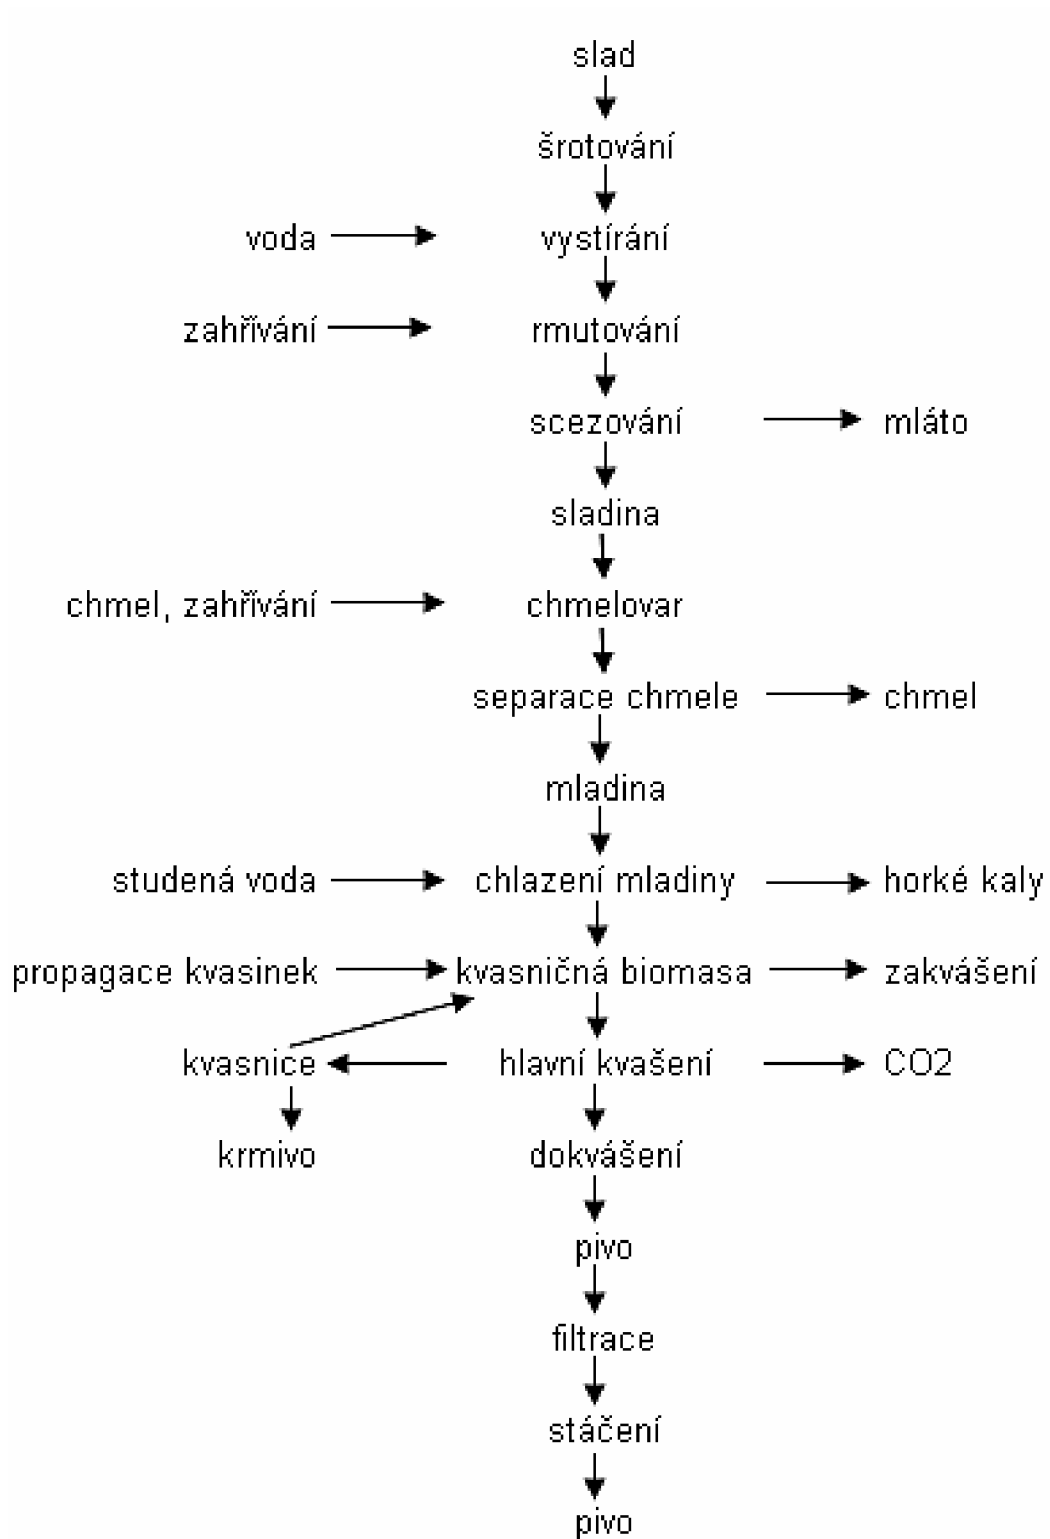 slad
šrotování
voda vystírání
zahřívání rmutování
scezování mláto
sladina
chmel, zahřívání chmelovar
separace chmele chmel
mladina
studená voda chlazení mladiny horké kaly
propagace kvasinek kvasničná biomasa zakvášení
kvasnice hlavní kvašení CO2
krmivo dokvášení
pivo
filtrace
stáčení
pivo